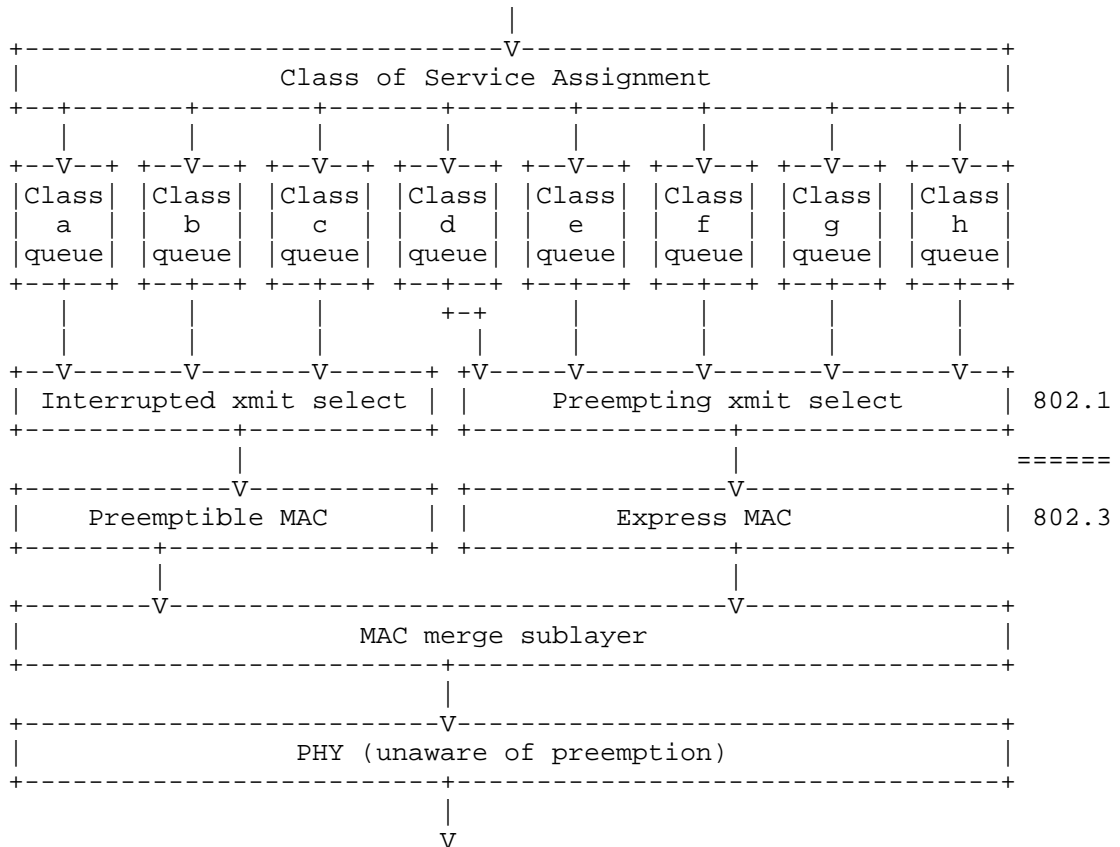 |
+------------------------------V------------------------------+
|                Class of Service Assignment                  |
+--+-------+-------+-------+-------+-------+-------+-------+--+
   |       |       |       |       |       |       |       |
+--V--+ +--V--+ +--V--+ +--V--+ +--V--+ +--V--+ +--V--+ +--V--+
|Class| |Class| |Class| |Class| |Class| |Class| |Class| |Class|
|  a  | |  b  | |  c  | |  d  | |  e  | |  f  | |  g  | |  h  |
|queue| |queue| |queue| |queue| |queue| |queue| |queue| |queue|
+--+--+ +--+--+ +--+--+ +--+--+ +--+--+ +--+--+ +--+--+ +--+--+
   |       |       |       +-+     |       |       |       |
   |       |       |         |     |       |       |       |
+--V-------V-------V------+ +V-----V-------V-------V-------V--+
| Interrupted xmit select | |     Preempting xmit select      | 802.1
+-------------+-----------+ +----------------+----------------+
              |                              |                 ======
+-------------V-----------+ +----------------V----------------+
|    Preemptible MAC      | |         Express MAC             | 802.3
+--------+----------------+ +----------------+----------------+
         |                                   |
+--------V-----------------------------------V----------------+
|                     MAC merge sublayer                      |
+--------------------------+----------------------------------+
                           |
+--------------------------V----------------------------------+
|                 PHY (unaware of preemption)                 |
+--------------------------+----------------------------------+
                           |
                           V